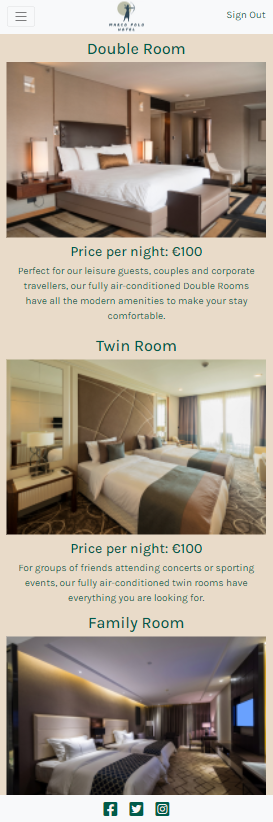 Sign Out
MARCO POLO
HOTEL
Double Room
Price per night: €100
Perfect for our leisure guests, couples and corporate
travellers, our fully air-conditioned Double Rooms
have all the modern amenities to make your stay
comfortable.
Twin Room
Price per night: €100
For groups of friends attending concerts or sporting
events, our fully air-conditioned twin rooms have
everything you are looking for.
Family Room